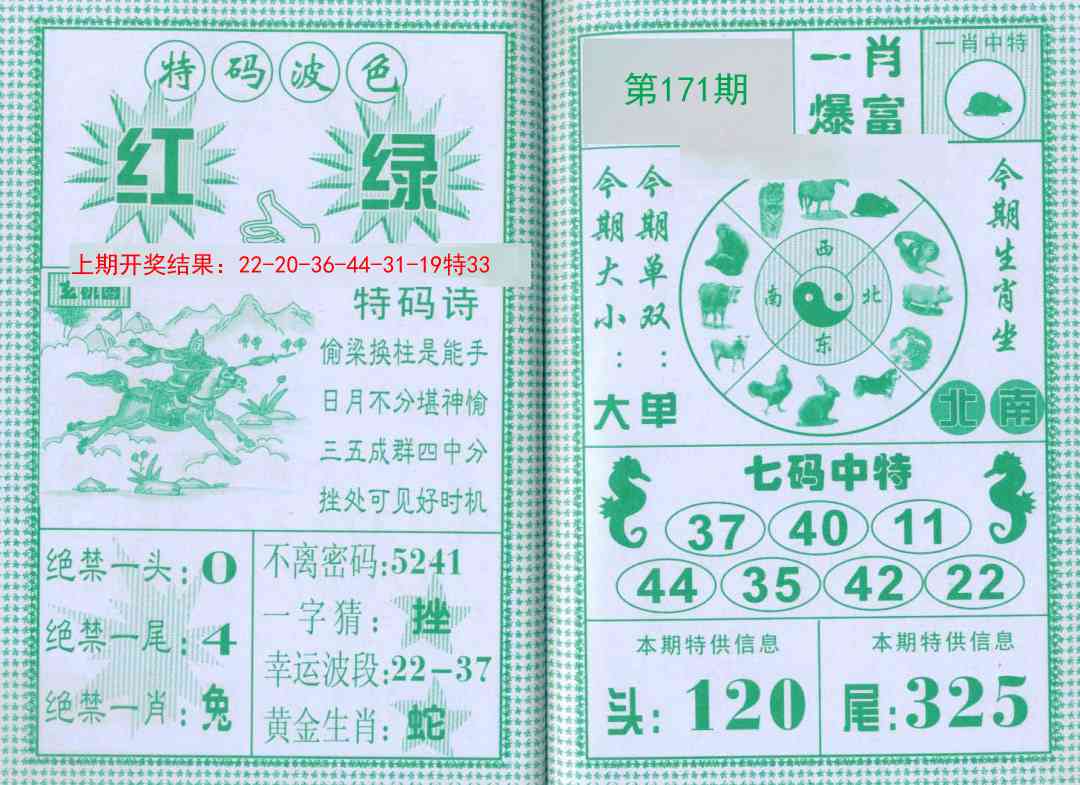 特码波色
红 绿
上期开奖结果：22-20-36-44-31-19特33
特码诗
偷梁换柱是能手
日月不分堪神愉
三五成群四中分
挫处可见好时机
绝禁一头:0
绝禁一尾:4
绝禁一肖:兔
不离密码:5241
一字猜：挫
幸运波段:22-37
黄金生肖:蛇
第171期
一肖
爆富
一肖中特
今期大小：大
今期单双：单
西
南
北
东
今期生肖坐
北南
七码中特
37 40 11
44 35 42 22
本期特供信息
头：120
本期特供信息
尾:325